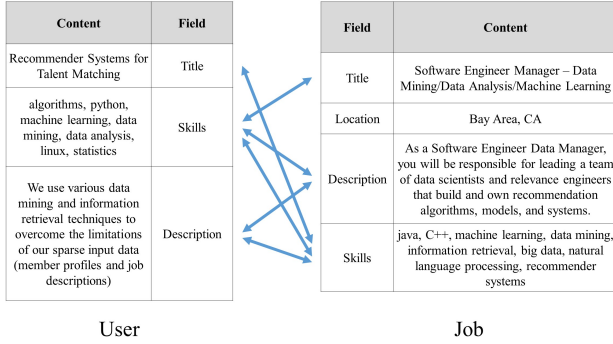 Content
Field
Recommender Systems for
Talent Matching
Title
algorithms, python,
machine learning, data
mining, data analysis,
linux, statistics
Skills
We use various data
mining and information
retrieval techniques to
overcome the limitations
of our sparse input data
(member profiles and job
descriptions)
Description
User
Field
Content
Title
Software Engineer Manager – Data
Mining/Data Analysis/Machine Learning
Location
Bay Area, CA
Description
As a Software Engineer Data Manager,
you will be responsible for leading a team
of data scientists and relevance engineers
that build and own recommendation
algorithms, models, and systems.
Skills
java, C++, machine learning, data mining,
information retrieval, big data, natural
language processing, recommender
systems
Job